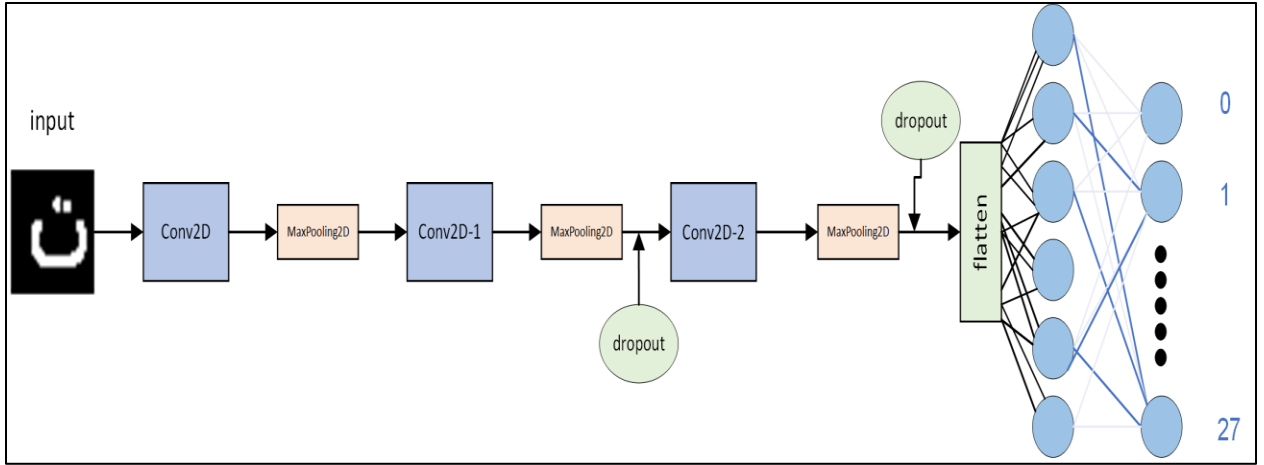 input
ت
Conv2D
MaxPooling2D
Conv2D-1
MaxPooling2D
dropout
Conv2D-2
MaxPooling2D
dropout
flatten
0
1
27